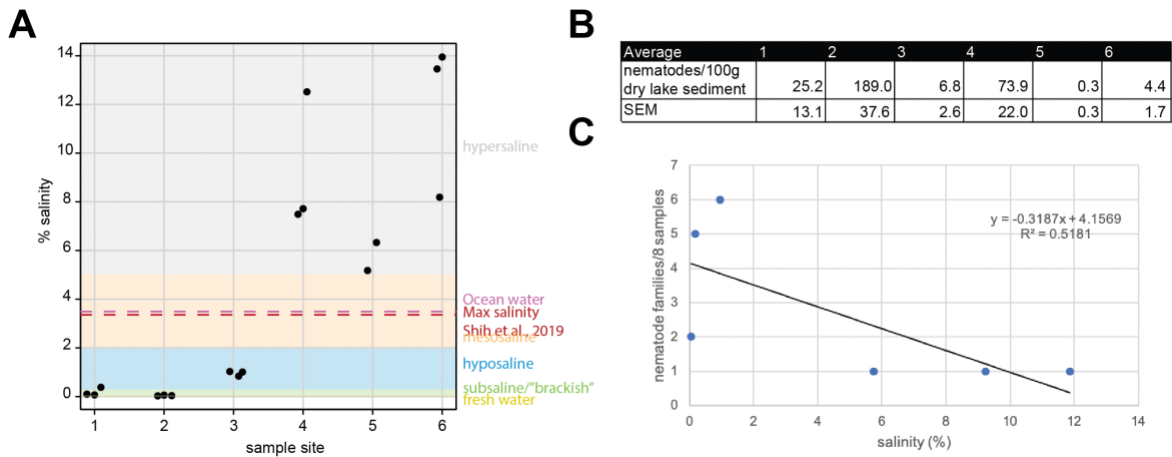 A
14
12
10
8
6
4
2
0
% salinity
1 2 3 4 5 6
sample site
hypersaline
Ocean water
Max salinity
Shih et al., 2019
mesosaline
hyposaline
subsaline/"brackish"
fresh water
B
Average 1 2 3 4 5 6
nematodes/100g
dry lake sediment 25.2 189.0 6.8 73.9 0.3 4.4
SEM 13.1 37.6 2.6 22.0 0.3 1.7
C
7
6
5
4
3
2
1
0
nematode families/8 samples
y = -0.3187x + 4.1569
R² = 0.5181
0 2 4 6 8 10 12 14
salinity (%)